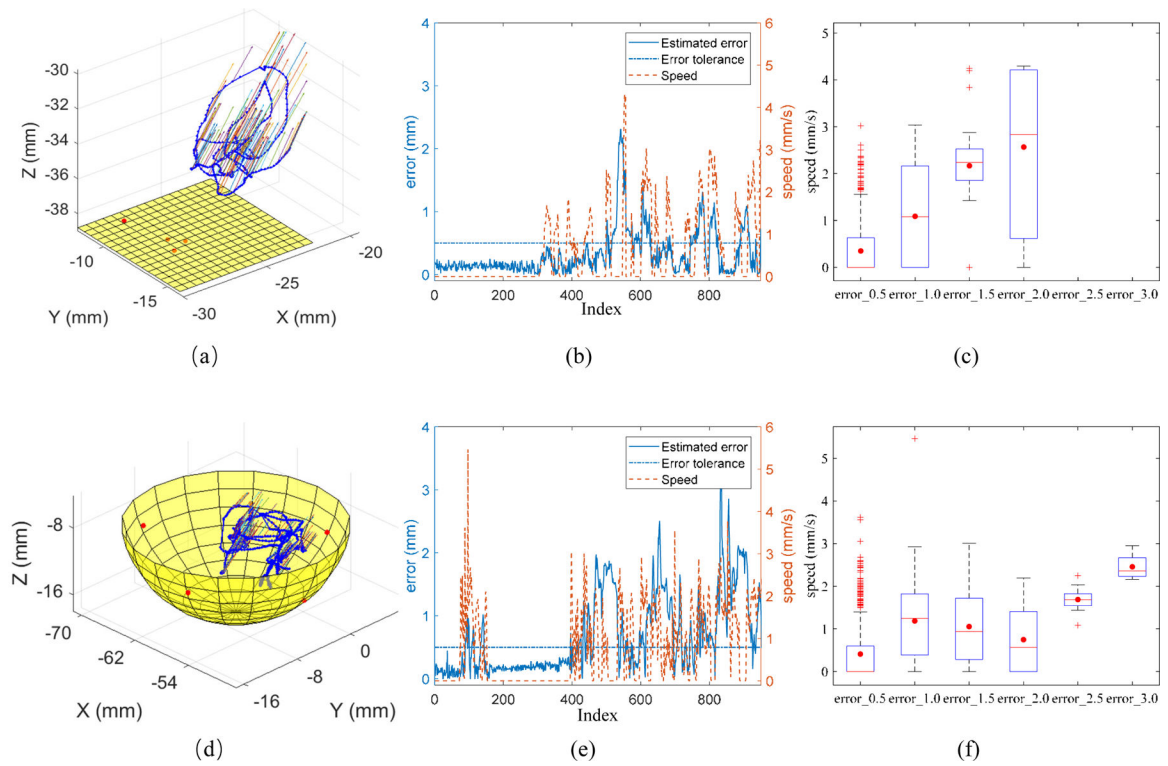 -30
-32
-34
-36
-38
Z (mm)
-10
-15
-30
-25
-20
Y (mm)
X (mm)
(a)
4
3
2
1
0
error (mm)
Estimated error
Error tolerance
Speed
6
5
4
3
2
1
0
speed (mm/s)
0
200
400
600
800
Index
(b)
5
4
3
2
1
0
speed (mm/s)
error_0.5 error_1.0 error_1.5 error_2.0 error_2.5 error_3.0
(c)
Z (mm)
-8
-16
-70
-62
-54
-16
-8
0
X (mm)
Y (mm)
(d)
4
3
2
1
0
error (mm)
Estimated error
Error tolerance
Speed
6
5
4
3
2
1
0
speed (mm/s)
0
200
400
600
800
Index
(e)
5
4
3
2
1
0
speed (mm/s)
error_0.5 error_1.0 error_1.5 error_2.0 error_2.5 error_3.0
(f)